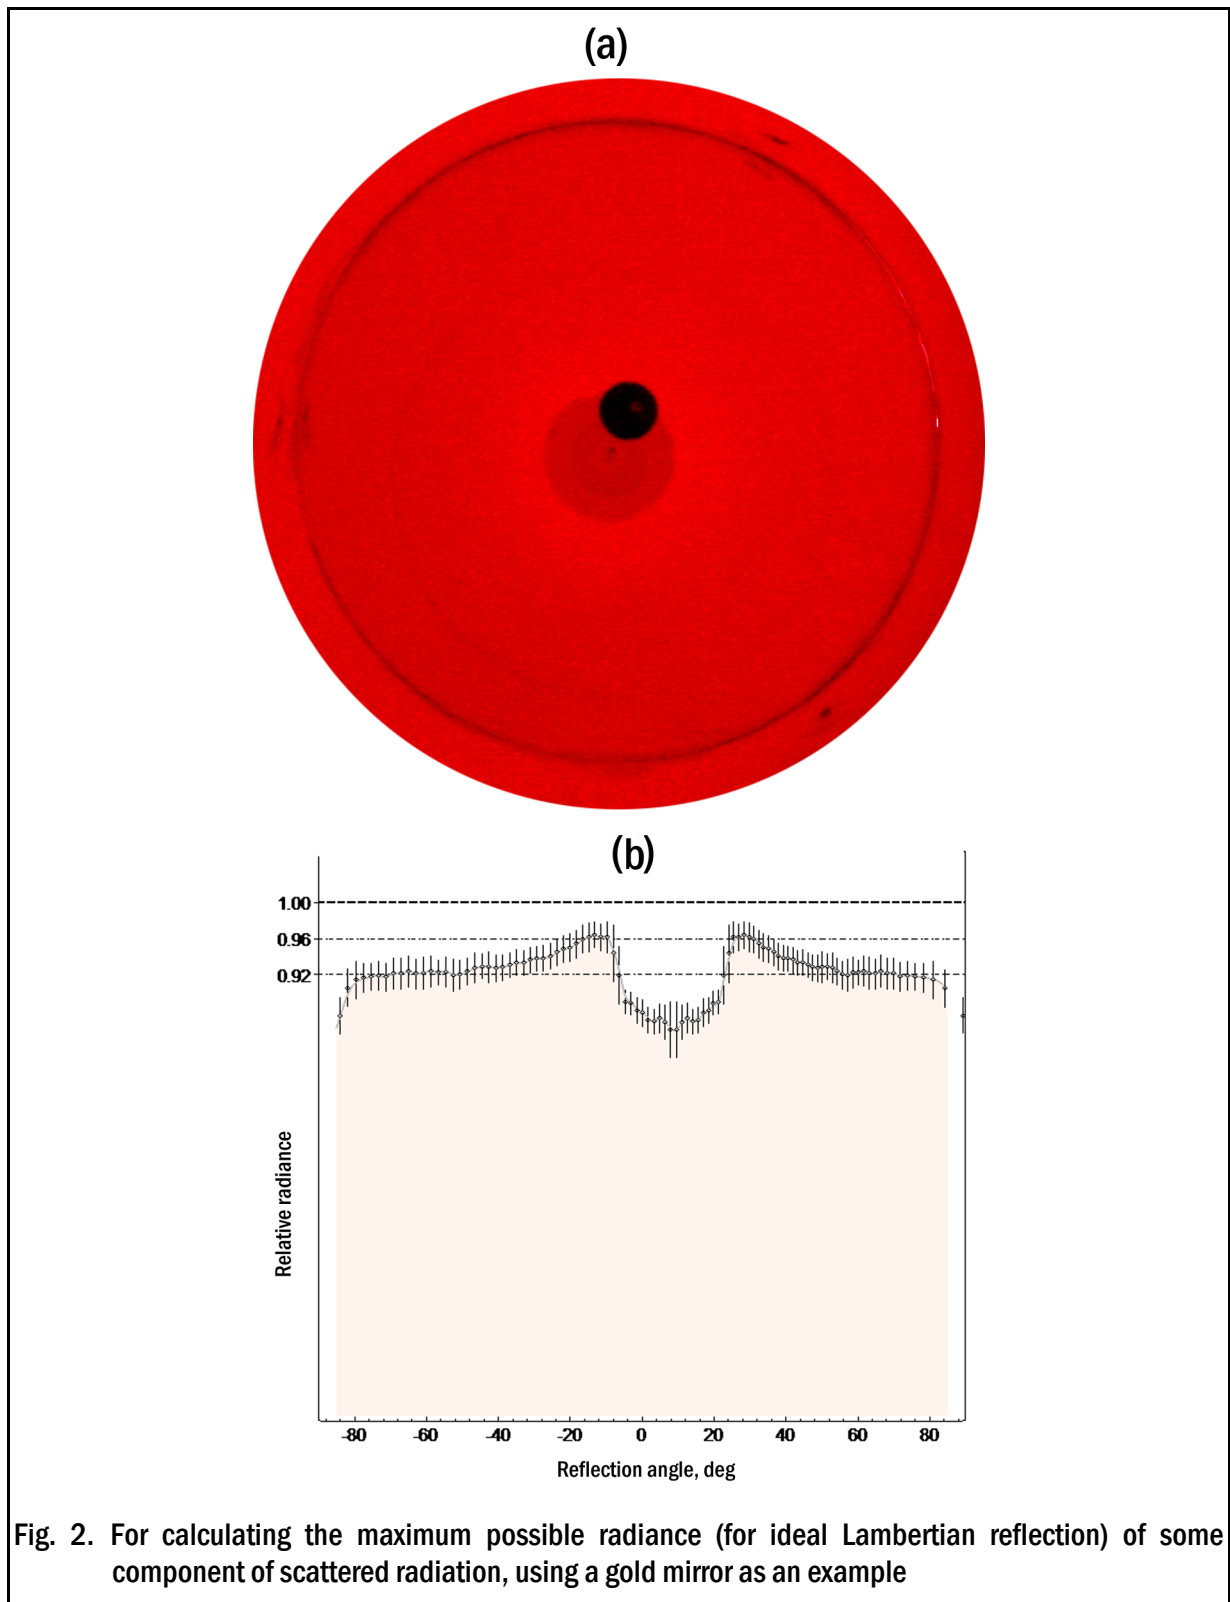 (a)
(b)
1.00
0.96
0.92
Relative radiance
-80 -60 -40 -20 0 20 40 60 80
Reflection angle, deg
Fig. 2. For calculating the maximum possible radiance (for ideal Lambertian reflection) of some
component of scattered radiation, using a gold mirror as an example